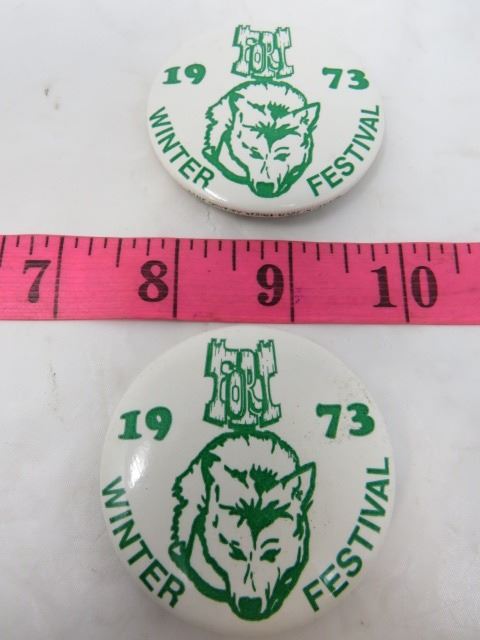 FORT
19 73
WINTER FESTIVAL
7 8 9 10
FORT
19 73
WINTER FESTIVAL